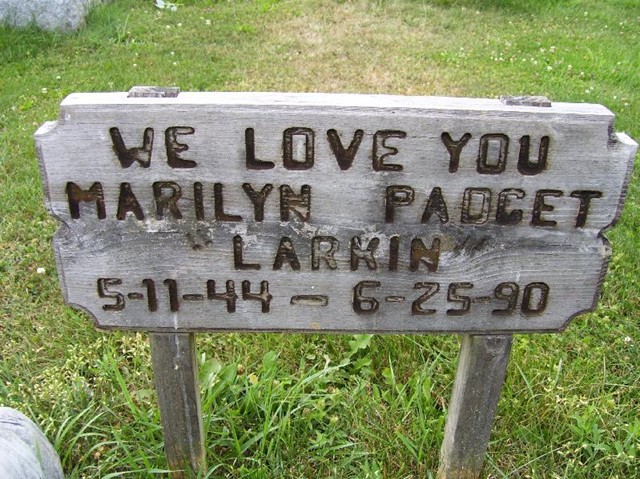 WE LOVE YOU
MARILYN PADGET
"LARKIN"
5-11-44 - 6-25-90